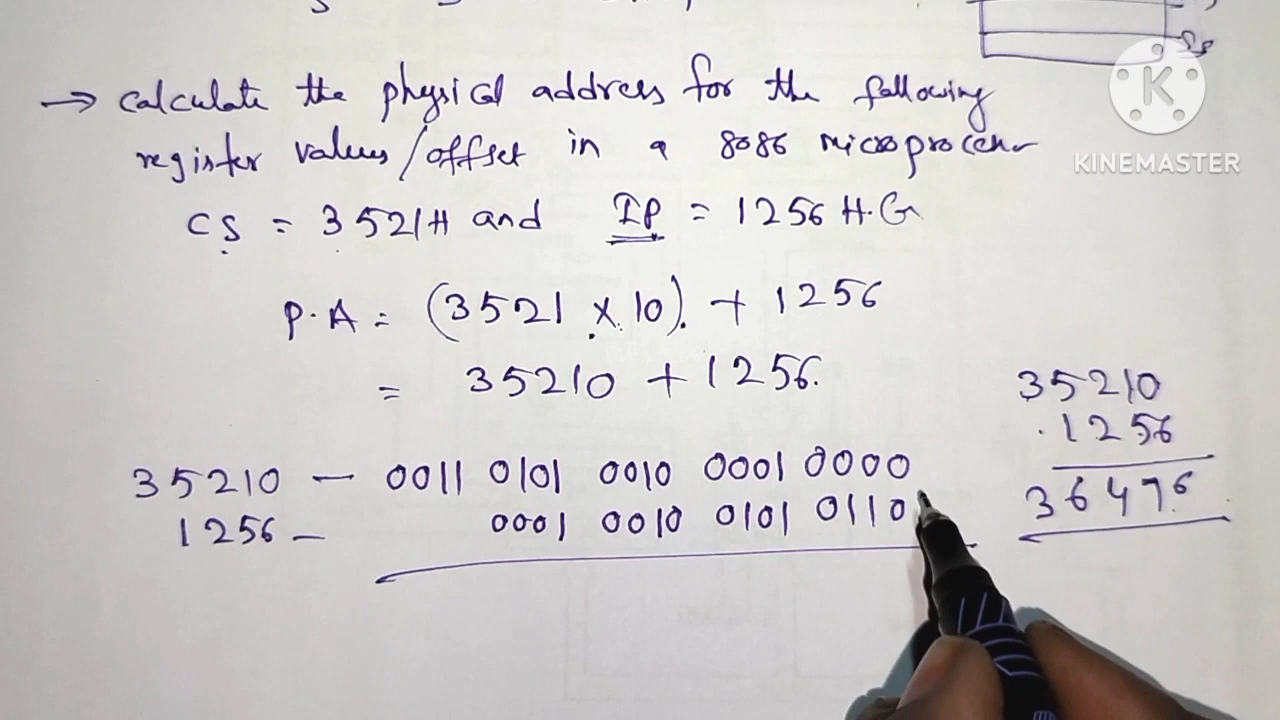 → calculate the physical address for the following
register values/offset in a 8086 microprocessor
CS = 3521H and IP = 1256 H.G
P.A = (3521 × 10). + 1256
= 35210 + 1256.
35210 — 0011 0101 0010 0001 0000
1256 — 0001 0010 0101 0110
35210
1256
36476
K
KINEMASTER